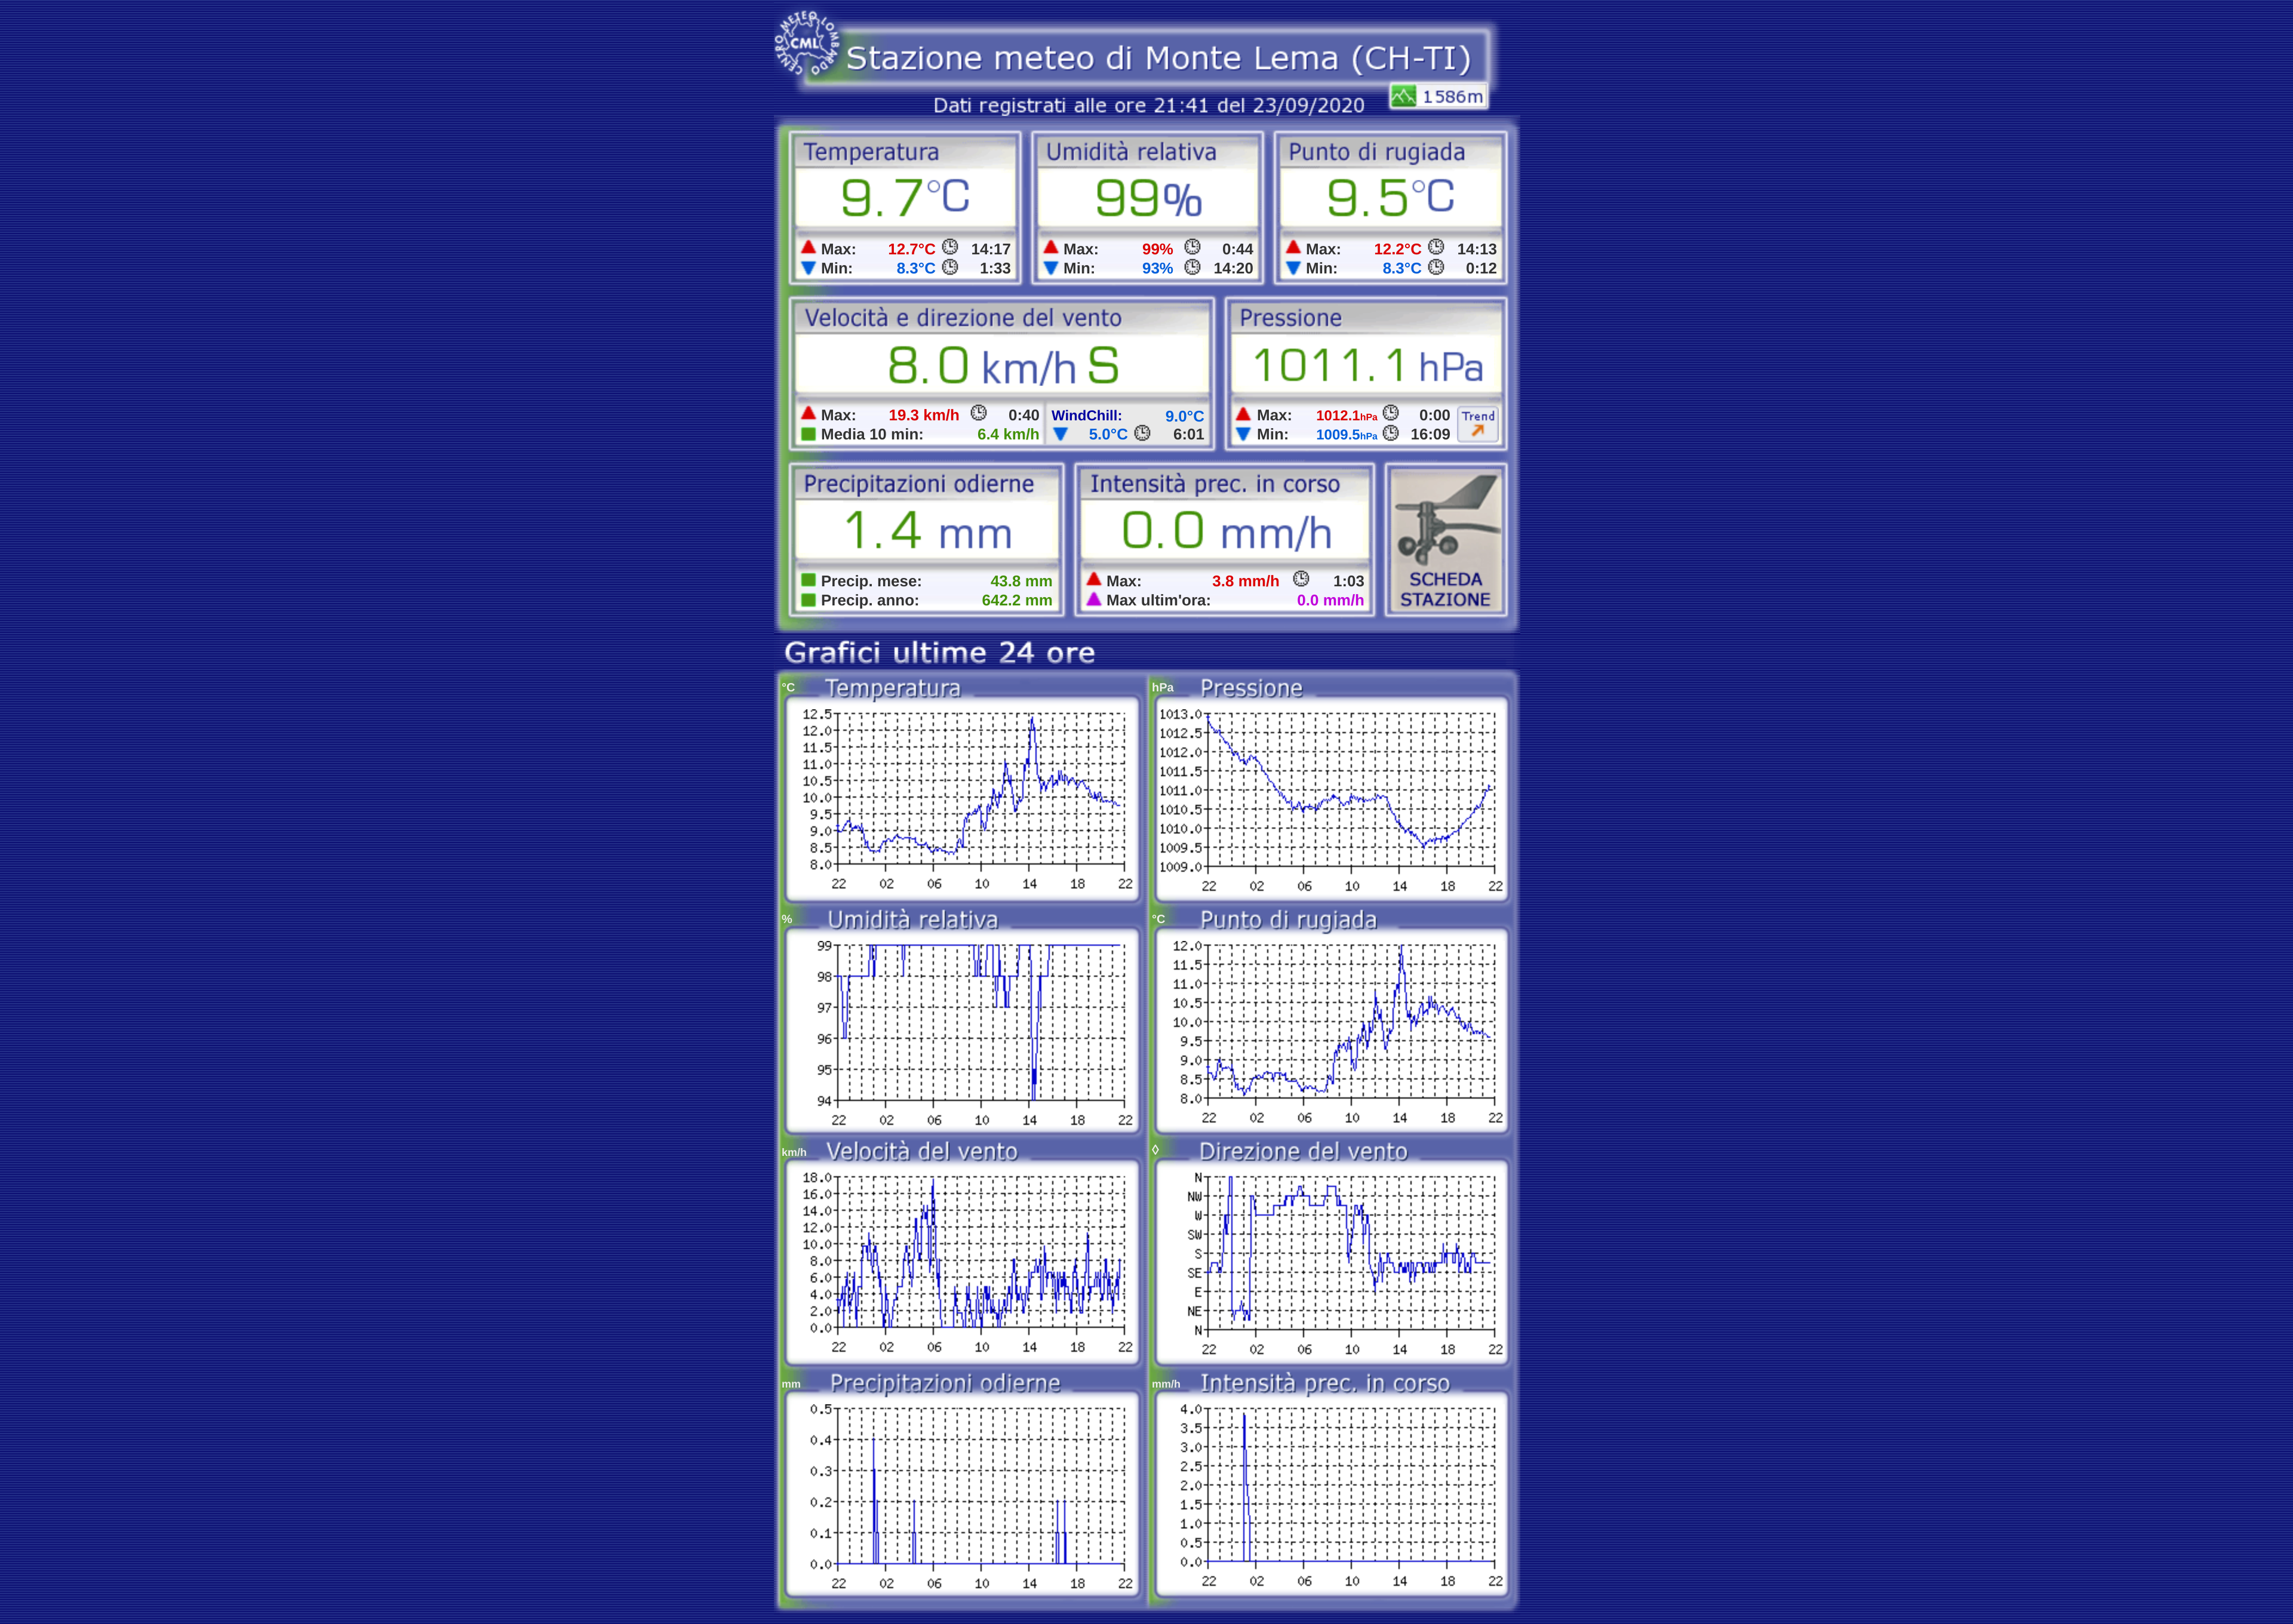 CENTRO METEO LOMBARDO
CML
Stazione meteo di Monte Lema (CH-TI)
Dati registrati alle ore 21:41 del 23/09/2020
1586m
Temperatura
9.7°C
Max: 12.7°C 14:17
Min: 8.3°C 1:33
Umidità relativa
99%
Max: 99% 0:44
Min: 93% 14:20
Punto di rugiada
9.5°C
Max: 12.2°C 14:13
Min: 8.3°C 0:12
Velocità e direzione del vento
8.0 km/h S
Max: 19.3 km/h 0:40
Media 10 min: 6.4 km/h
WindChill: 9.0°C
5.0°C 6:01
Pressione
1011.1 hPa
Max: 1012.1hPa 0:00
Min: 1009.5hPa 16:09
Trend
Precipitazioni odierne
1.4 mm
Precip. mese: 43.8 mm
Precip. anno: 642.2 mm
Intensità prec. in corso
0.0 mm/h
Max: 3.8 mm/h 1:03
Max ultim'ora: 0.0 mm/h
SCHEDA
STAZIONE
Grafici ultime 24 ore
°C Temperatura
12.5
12.0
11.5
11.0
10.5
10.0
9.5
9.0
8.5
8.0
22 02 06 10 14 18 22
hPa Pressione
1013.0
1012.5
1012.0
1011.5
1011.0
1010.5
1010.0
1009.5
1009.0
22 02 06 10 14 18 22
% Umidità relativa
99
98
97
96
95
94
22 02 06 10 14 18 22
°C Punto di rugiada
12.0
11.5
11.0
10.5
10.0
9.5
9.0
8.5
8.0
22 02 06 10 14 18 22
km/h Velocità del vento
18.0
16.0
14.0
12.0
10.0
8.0
6.0
4.0
2.0
0.0
22 02 06 10 14 18 22
◊ Direzione del vento
N
NW
W
SW
S
SE
E
NE
N
22 02 06 10 14 18 22
mm Precipitazioni odierne
0.5
0.4
0.3
0.2
0.1
0.0
22 02 06 10 14 18 22
mm/h Intensità prec. in corso
4.0
3.5
3.0
2.5
2.0
1.5
1.0
0.5
0.0
22 02 06 10 14 18 22